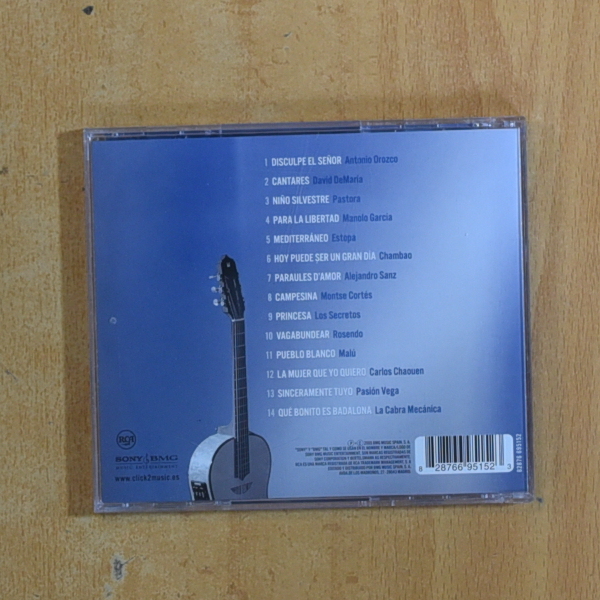 1 DISCULPE EL SEÑOR Antonio Orozco
2 CANTARES David DeMaría
3 NIÑO SILVESTRE Pastora
4 PARA LA LIBERTAD Manolo García
5 MEDITERRÁNEO Estopa
6 HOY PUEDE SER UN GRAN DÍA Chambao
7 PARAULES D'AMOR Alejandro Sanz
8 CAMPESINA Montse Cortés
9 PRINCESA Los Secretos
10 VAGABUNDEAR Rosendo
11 PUEBLO BLANCO Malú
12 LA MUJER QUE YO QUIERO Carlos Chaouen
13 SINCERAMENTE TUYO Pasión Vega
14 QUÉ BONITO ES BADALONA La Cabra Mecánica
RCA
SONY BMG
MUSIC ENTERTAINMENT
www.click2music.es
8 28766 95152 3
82876 695152